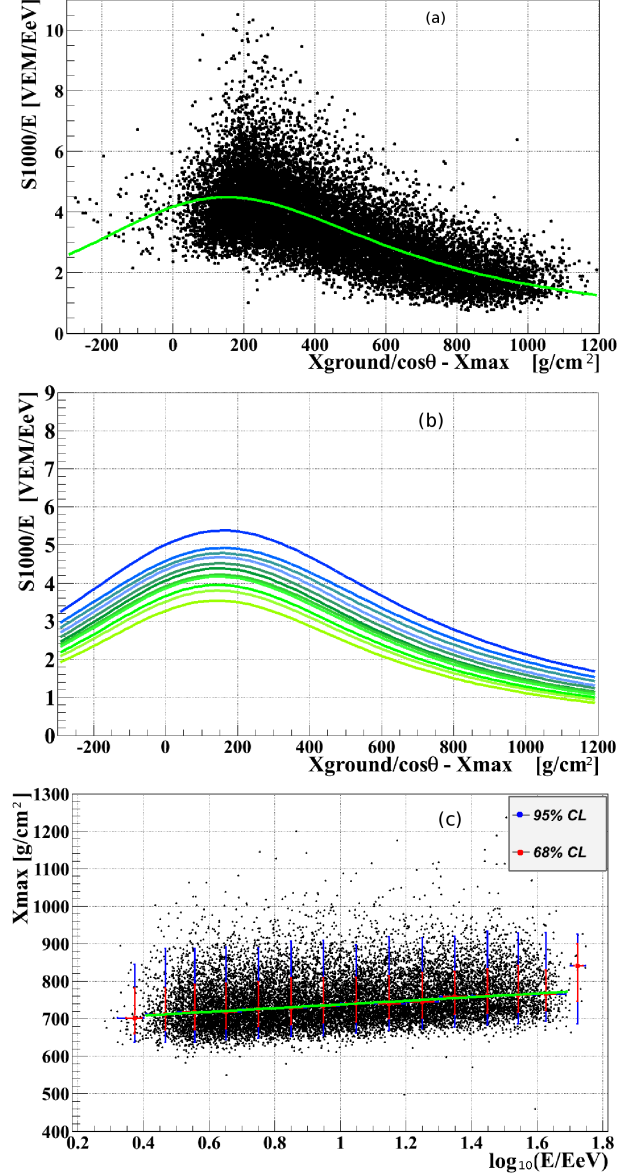 (a)
S1000/E [VEM/EeV]
10
8
6
4
2
0
-200 0 200 400 600 800 1000 1200
Xground/cosθ - Xmax [g/cm²]
(b)
S1000/E [VEM/EeV]
9
8
7
6
5
4
3
2
1
0
-200 0 200 400 600 800 1000 1200
Xground/cosθ - Xmax [g/cm²]
(c)
Xmax [g/cm²]
1300
1200
1100
1000
900
800
700
600
500
400
95% CL
68% CL
0.2 0.4 0.6 0.8 1 1.2 1.4 1.6 1.8
log₁₀(E/EeV)